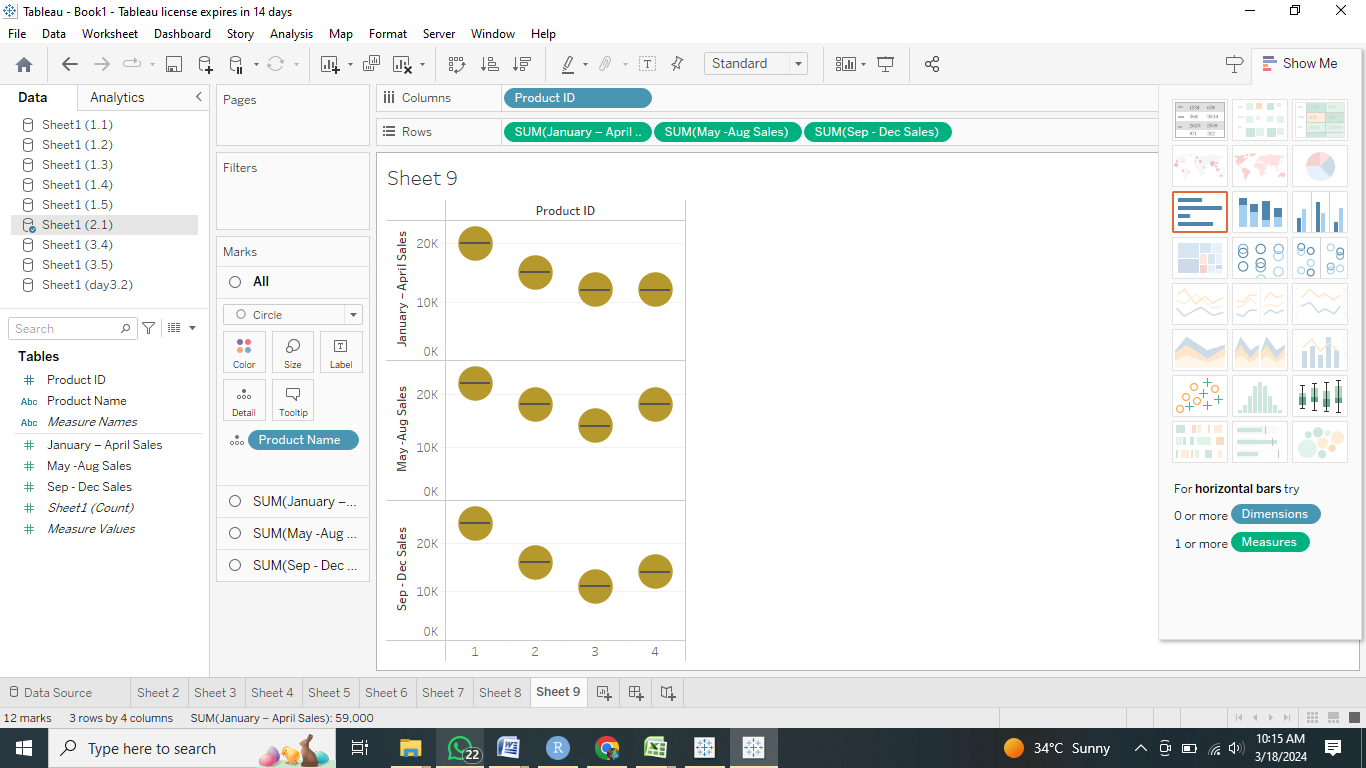 Tableau - Book1 - Tableau license expires in 14 days
File Data Worksheet Dashboard Story Analysis Map Format Server Window Help
Standard
Show Me
Data Analytics
Sheet1 (1.1)
Sheet1 (1.2)
Sheet1 (1.3)
Sheet1 (1.4)
Sheet1 (1.5)
Sheet1 (2.1)
Sheet1 (3.4)
Sheet1 (3.5)
Sheet1 (day3.2)
Search
Tables
Product ID
Abc Product Name
Abc Measure Names
January – April Sales
May -Aug Sales
Sep - Dec Sales
Sheet1 (Count)
Measure Values
Pages
Filters
Marks
All
Circle
Color Size Label
Detail Tooltip
Product Name
SUM(January –...
SUM(May -Aug ...
SUM(Sep - Dec ...
Columns Product ID
Rows SUM(January – April .. SUM(May -Aug Sales) SUM(Sep - Dec Sales)
Sheet 9
Product ID
January – April Sales
20K
10K
0K
May -Aug Sales
20K
10K
0K
Sep - Dec Sales
20K
10K
0K
1 2 3 4
For horizontal bars try
0 or more Dimensions
1 or more Measures
Data Source Sheet 2 Sheet 3 Sheet 4 Sheet 5 Sheet 6 Sheet 7 Sheet 8 Sheet 9
12 marks 3 rows by 4 columns SUM(January – April Sales): 59,000
Type here to search
22
34°C Sunny
10:15 AM
3/18/2024